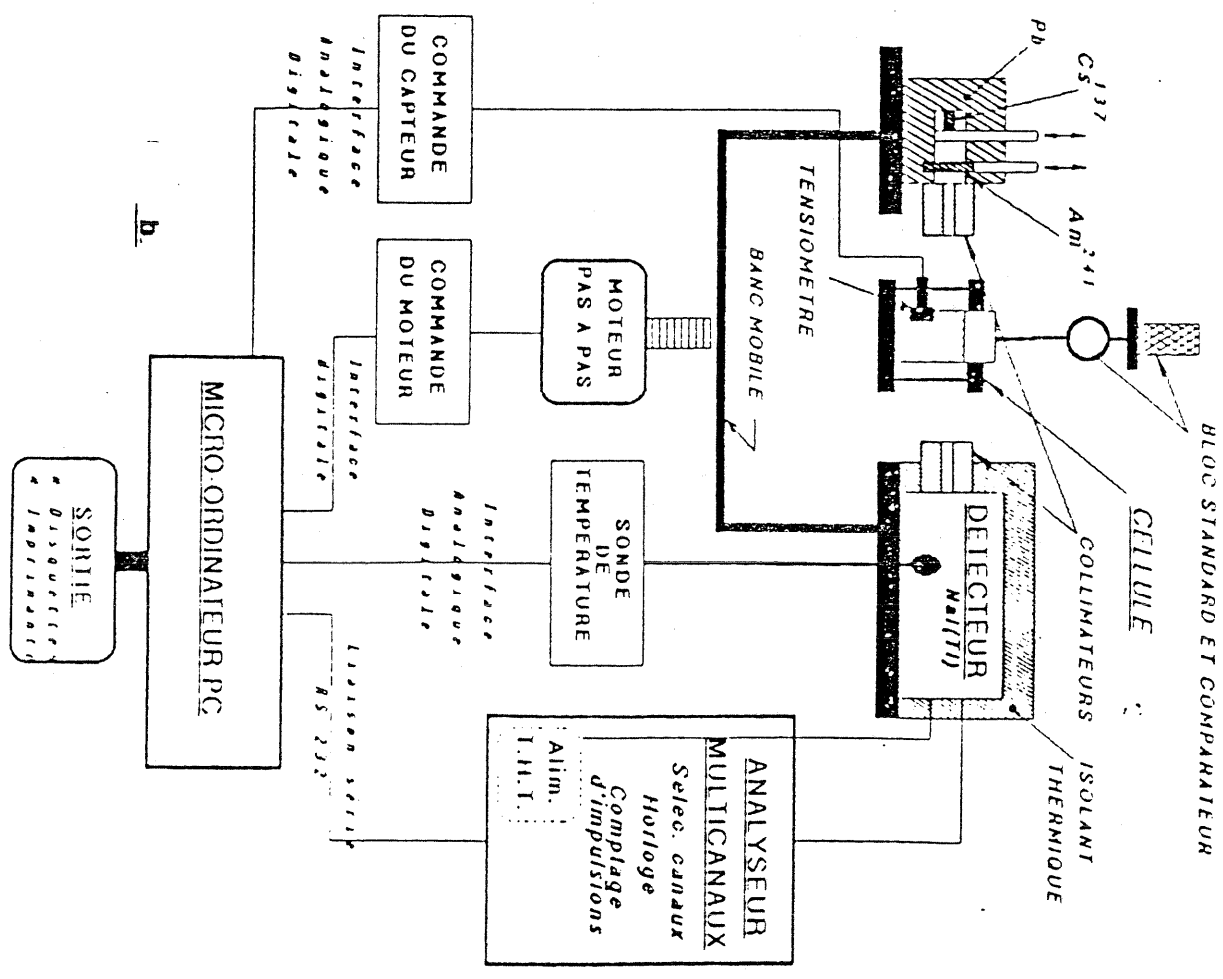 BLOC STANDARD ET COMPARATEUR
Cs137
Pb
Am241
CELLULE
COLLIMATEURS
ISOLANT
THERMIQUE
DETECTEUR
NaI(Tl)
TENSIOMETRE
BANC MOBILE
ANALYSEUR
MULTICANAUX
Selec. canaux
Horloge
Comptage
d'impulsions
Alim.
T.H.T.
MOTEUR
PAS A PAS
SONDE
DE
TEMPERATURE
COMMANDE
DU CAPTEUR
COMMANDE
DU MOTEUR
Interface
Analogique
Digitale
Interface
digitale
Interface
Analogique
Digitale
Liaison serie
RS 232
MICRO-ORDINATEUR PC
SORTIE
Disquette
Imprimante
b.